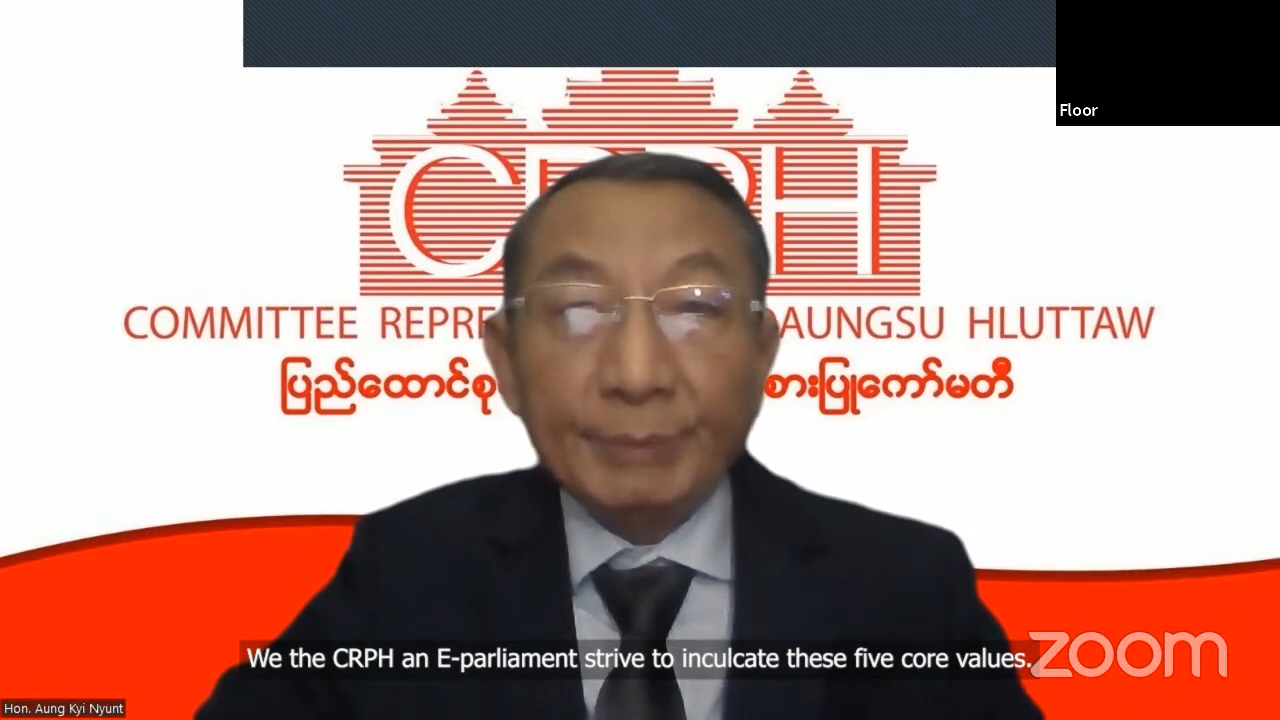 Floor
CRPH
COMMITTEE REPRE AUNGSU HLUTTAW
ပြည်ထောင်စု စားပြုကော်မတီ
We the CRPH an E-parliament strive to inculcate these five core values.
zoom
Hon. Aung Kyi Nyunt